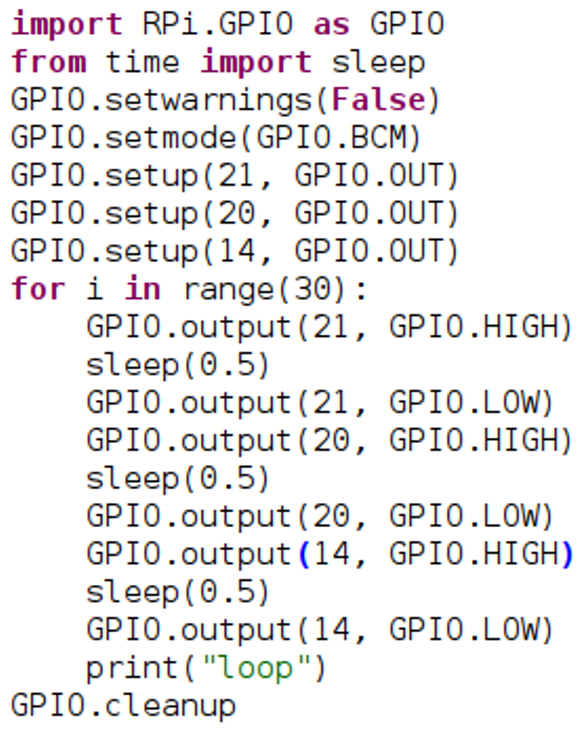 import RPi.GPIO as GPIO
from time import sleep
GPIO.setwarnings(False)
GPIO.setmode(GPIO.BCM)
GPIO.setup(21, GPIO.OUT)
GPIO.setup(20, GPIO.OUT)
GPIO.setup(14, GPIO.OUT)
for i in range(30):
    GPIO.output(21, GPIO.HIGH)
    sleep(0.5)
    GPIO.output(21, GPIO.LOW)
    GPIO.output(20, GPIO.HIGH)
    sleep(0.5)
    GPIO.output(20, GPIO.LOW)
    GPIO.output(14, GPIO.HIGH)
    sleep(0.5)
    GPIO.output(14, GPIO.LOW)
    print("loop")
GPIO.cleanup